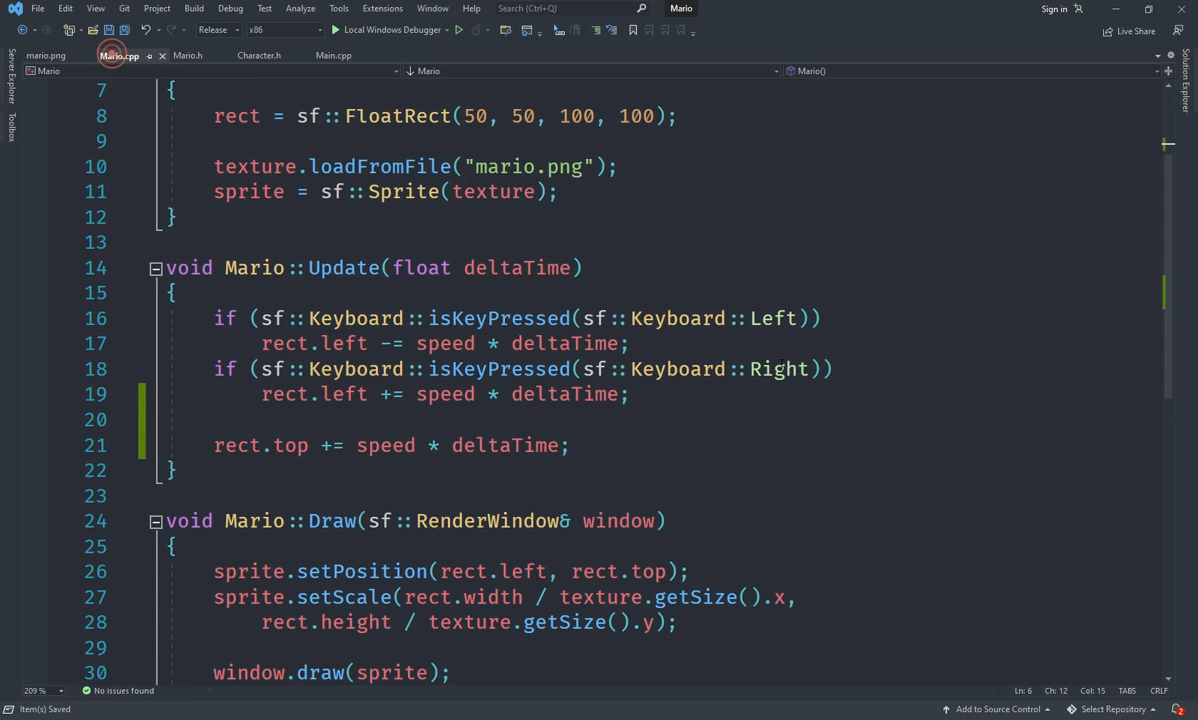 File Edit View Git Project Build Debug Test Analyze Tools Extensions Window Help Search (Ctrl+Q) Mario Sign in
Release x86 Local Windows Debugger Live Share
mario.png Mario.cpp Mario.h Character.h Main.cpp
Mario Mario Mario()
Server Explorer
Toolbox
Solution Explorer
7 {
8 rect = sf::FloatRect(50, 50, 100, 100);
9
10 texture.loadFromFile("mario.png");
11 sprite = sf::Sprite(texture);
12 }
13
14 void Mario::Update(float deltaTime)
15 {
16 if (sf::Keyboard::isKeyPressed(sf::Keyboard::Left))
17 rect.left -= speed * deltaTime;
18 if (sf::Keyboard::isKeyPressed(sf::Keyboard::Right))
19 rect.left += speed * deltaTime;
20
21 rect.top += speed * deltaTime;
22 }
23
24 void Mario::Draw(sf::RenderWindow& window)
25 {
26 sprite.setPosition(rect.left, rect.top);
27 sprite.setScale(rect.width / texture.getSize().x,
28 rect.height / texture.getSize().y);
29
30 window.draw(sprite);
209 % No issues found Ln: 6 Ch: 12 Col: 15 TABS CRLF
Item(s) Saved Add to Source Control Select Repository 2